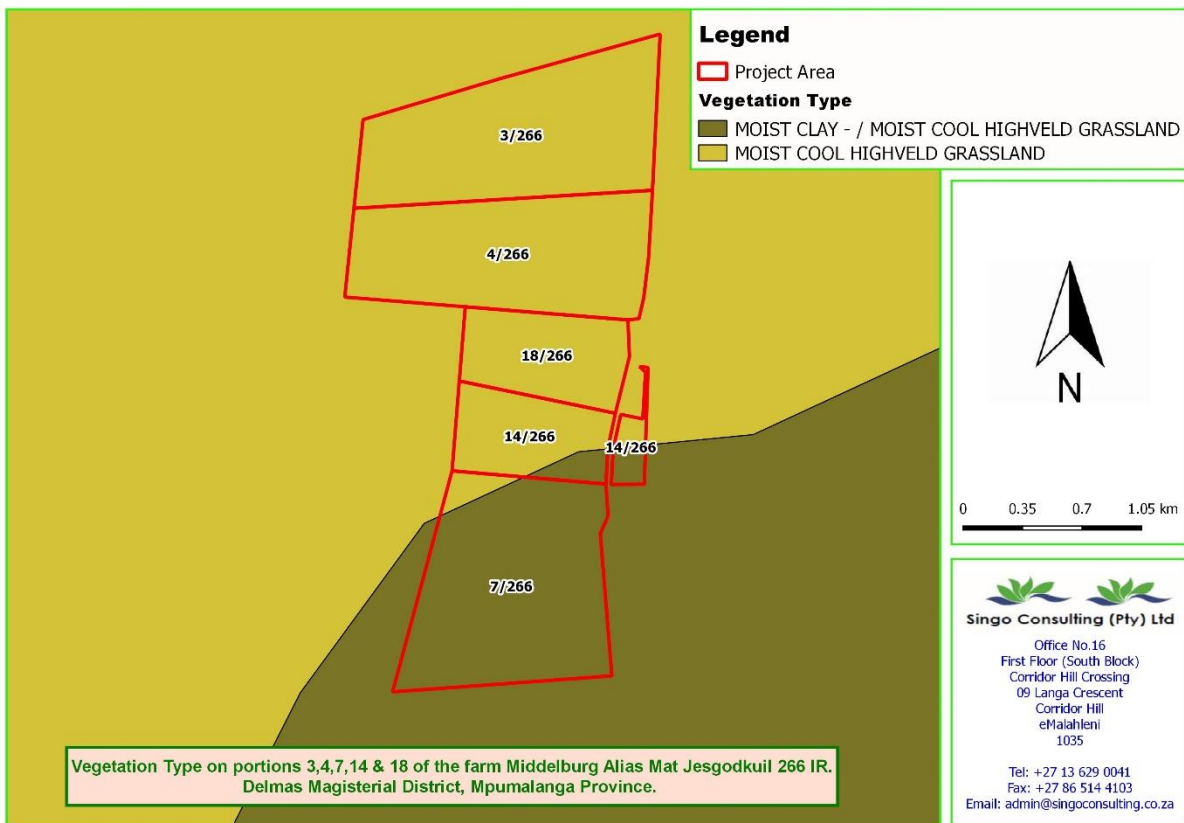 Legend
Project Area
Vegetation Type
MOIST CLAY - / MOIST COOL HIGHVELD GRASSLAND
MOIST COOL HIGHVELD GRASSLAND
3/266
4/266
18/266
14/266
14/266
7/266
N
0 0.35 0.7 1.05 km
Singo Consulting (Pty) Ltd
Office No.16
First Floor (South Block)
Corridor Hill Crossing
09 Langa Crescent
Corridor Hill
eMalahleni
1035
Tel: +27 13 629 0041
Fax: +27 86 514 4103
Email: admin@singoconsulting.co.za
Vegetation Type on portions 3,4,7,14 & 18 of the farm Middelburg Alias Mat Jesgodkuil 266 IR.
Delmas Magisterial District, Mpumalanga Province.